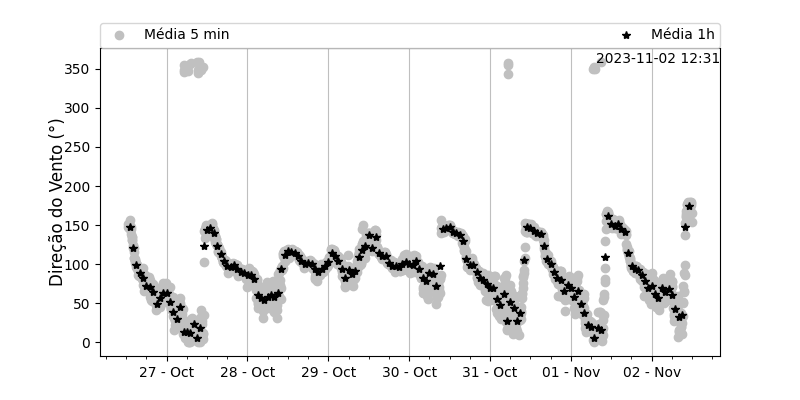 Média 5 min
Média 1h
2023-11-02 12:31
Direção do Vento (°)
350
300
250
200
150
100
50
0
27 - Oct
28 - Oct
29 - Oct
30 - Oct
31 - Oct
01 - Nov
02 - Nov